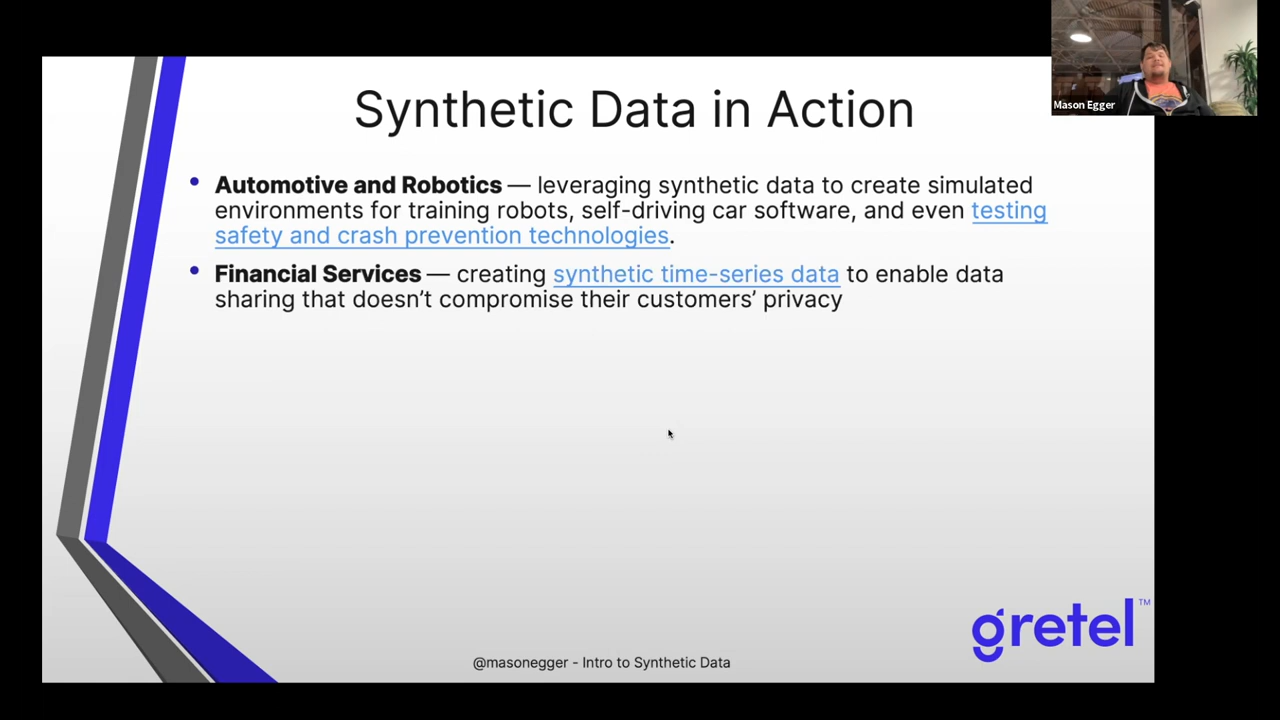 Mason Egger
Synthetic Data in Action
• Automotive and Robotics — leveraging synthetic data to create simulated
environments for training robots, self-driving car software, and even testing
safety and crash prevention technologies.
• Financial Services — creating synthetic time-series data to enable data
sharing that doesn’t compromise their customers’ privacy
gretel™
@masonegger - Intro to Synthetic Data